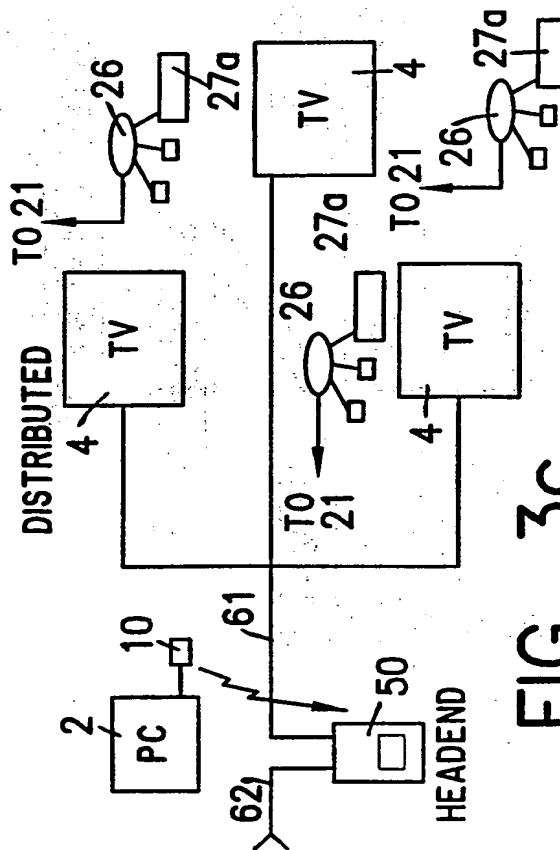 DISTRIBUTED
TO 21
2
4
26
PC
10
TV
27a
62
61
TO
21
26
27a
TV
4
50
4
TV
TO 21
26
27a
HEADEND
FIG. 3c